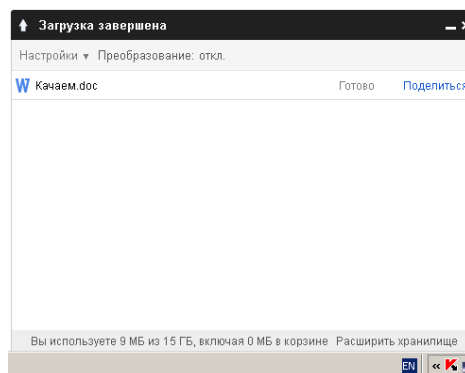 Загрузка завершена
Настройки Преобразование: откл.
Качаем.doc Готово Поделиться
Вы используете 9 МБ из 15 ГБ, включая 0 МБ в корзине Расширить хранилище
EN «